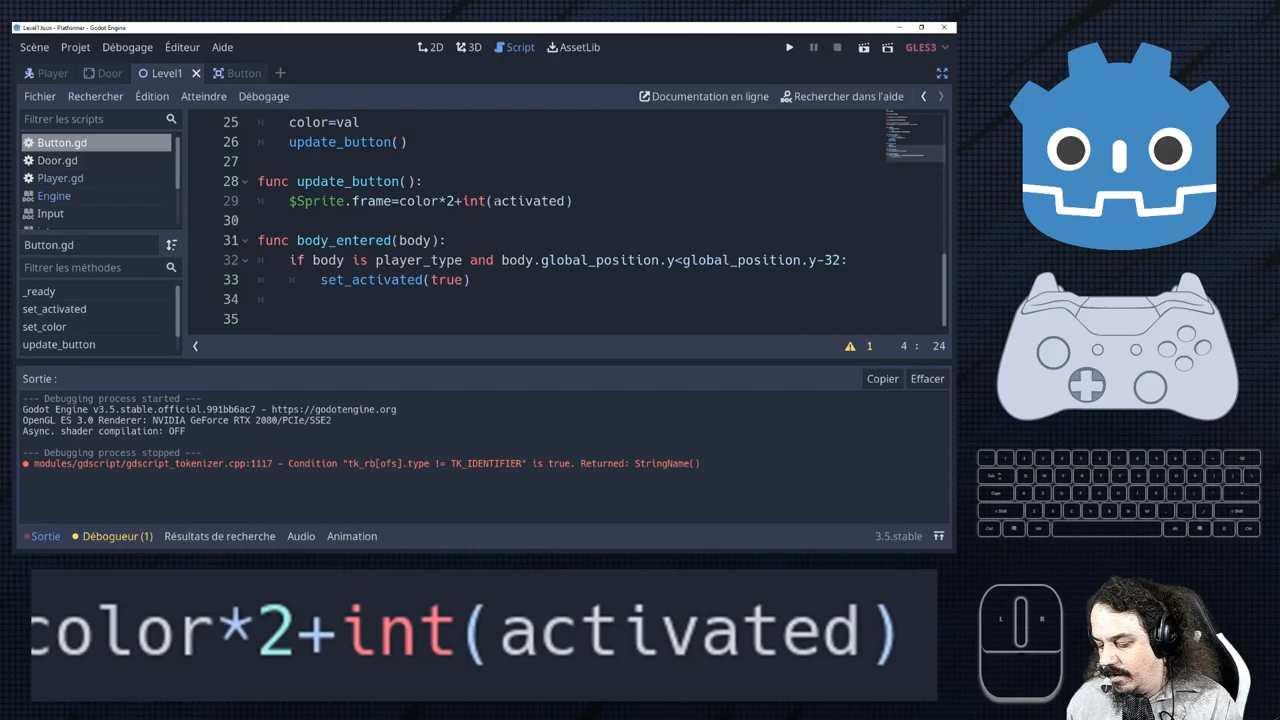 Level1.tscn - Platformer - Godot Engine
Scène Projet Débogage Éditeur Aide
2D 3D Script AssetLib
GLES3
Player Door Level1 Button
Fichier Rechercher Édition Atteindre Débogage
Documentation en ligne Rechercher dans l'aide
Filtrer les scripts
Button.gd
Door.gd
Player.gd
Engine
Input
Button.gd
Filtrer les méthodes
_ready
set_activated
set_color
update_button
25 color=val
26 update_button()
27
28 func update_button():
29 $Sprite.frame=color*2+int(activated)
30
31 func body_entered(body):
32 if body is player_type and body.global_position.y<global_position.y-32:
33 set_activated(true)
34
35
1 4 : 24
Sortie :
Copier Effacer
--- Debugging process started ---
Godot Engine v3.5.stable.official.991bb6ac7 - https://godotengine.org
OpenGL ES 3.0 Renderer: NVIDIA GeForce RTX 2080/PCIe/SSE2
Async. shader compilation: OFF
--- Debugging process stopped ---
modules/gdscript/gdscript_tokenizer.cpp:1117 - Condition "tk_rb[ofs].type != TK_IDENTIFIER" is true. Returned: StringName()
Sortie Débogueur (1) Résultats de recherche Audio Animation
3.5.stable
color*2+int(activated)
L R